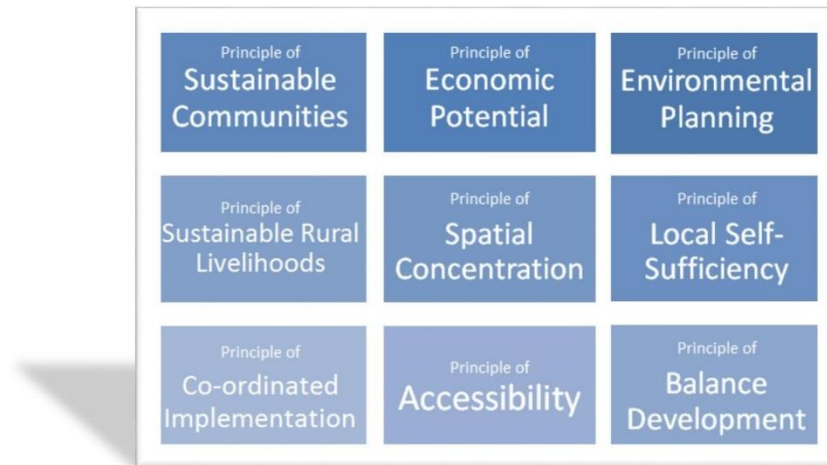 Principle of
Sustainable
Communities
Principle of
Economic
Potential
Principle of
Environmental
Planning
Principle of
Sustainable Rural
Livelihoods
Principle of
Spatial
Concentration
Principle of
Local Self-
Sufficiency
Principle of
Co-ordinated
Implementation
Principle of
Accessibility
Principle of
Balance
Development